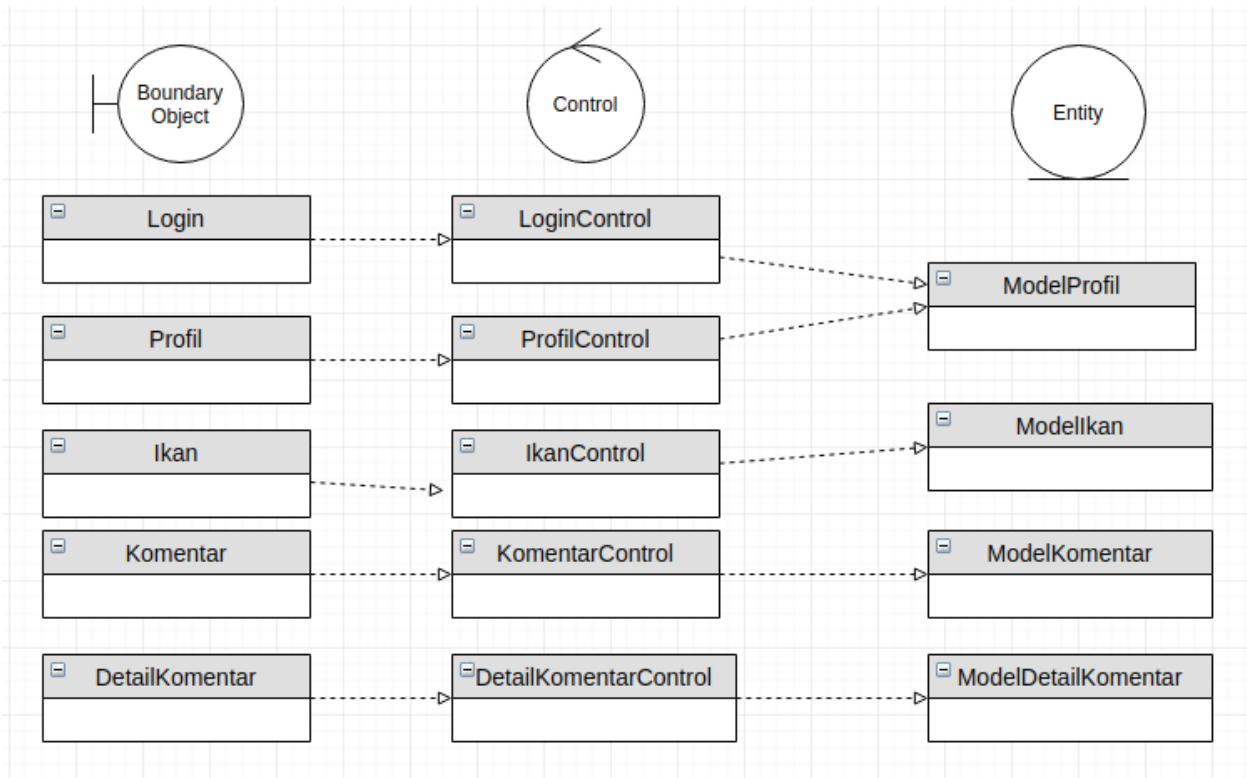 Boundary
Object
Control
Entity
Login
LoginControl
ModelProfil
Profil
ProfilControl
ModelIkan
Ikan
IkanControl
Komentar
KomentarControl
ModelKomentar
DetailKomentar
DetailKomentarControl
ModelDetailKomentar